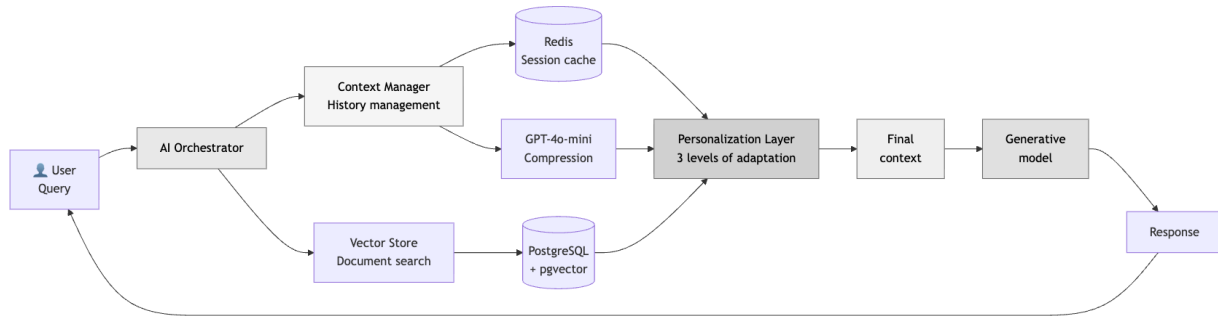 User
Query
AI Orchestrator
Context Manager
History management
Vector Store
Document search
Redis
Session cache
GPT-4o-mini
Compression
PostgreSQL
+ pgvector
Personalization Layer
3 levels of adaptation
Final
context
Generative
model
Response